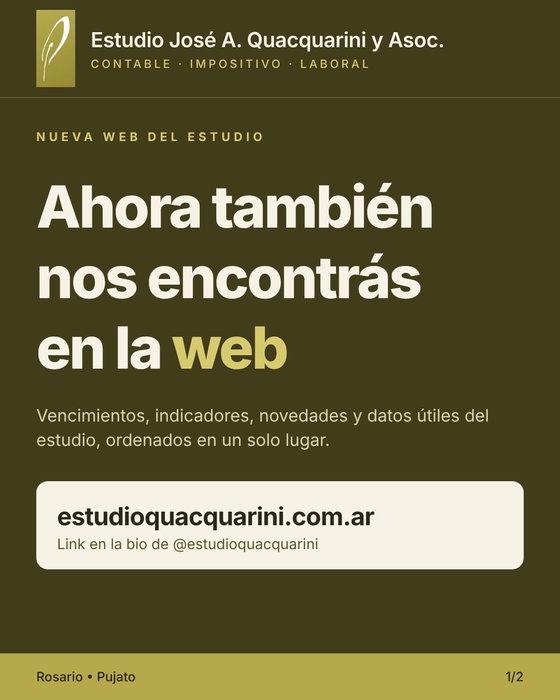 Estudio José A. Quacquarini y Asoc.
CONTABLE · IMPOSITIVO · LABORAL
NUEVA WEB DEL ESTUDIO
Ahora también
nos encontrás
en la web
Vencimientos, indicadores, novedades y datos útiles del
estudio, ordenados en un solo lugar.
estudioquacquarini.com.ar
Link en la bio de @estudioquacquarini
Rosario • Pujato
1/2